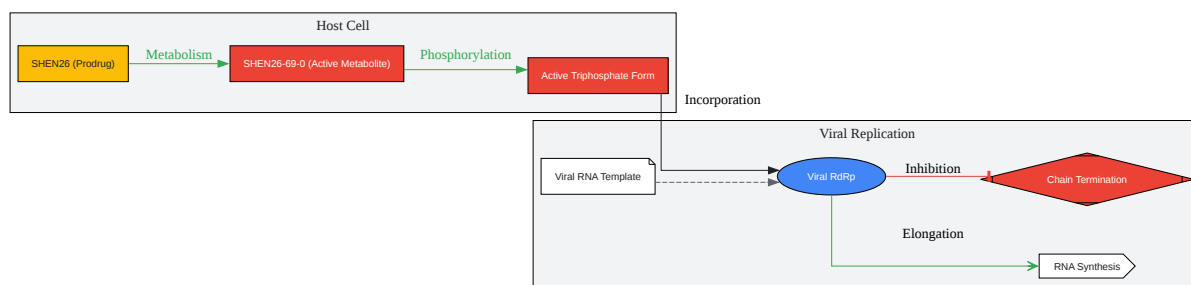 Host Cell
SHEN26 (Prodrug)
Metabolism
SHEN26-69-0 (Active Metabolite)
Phosphorylation
Active Triphosphate Form
Incorporation
Viral Replication
Viral RNA Template
Viral RdRp
Inhibition
Chain Termination
Elongation
RNA Synthesis